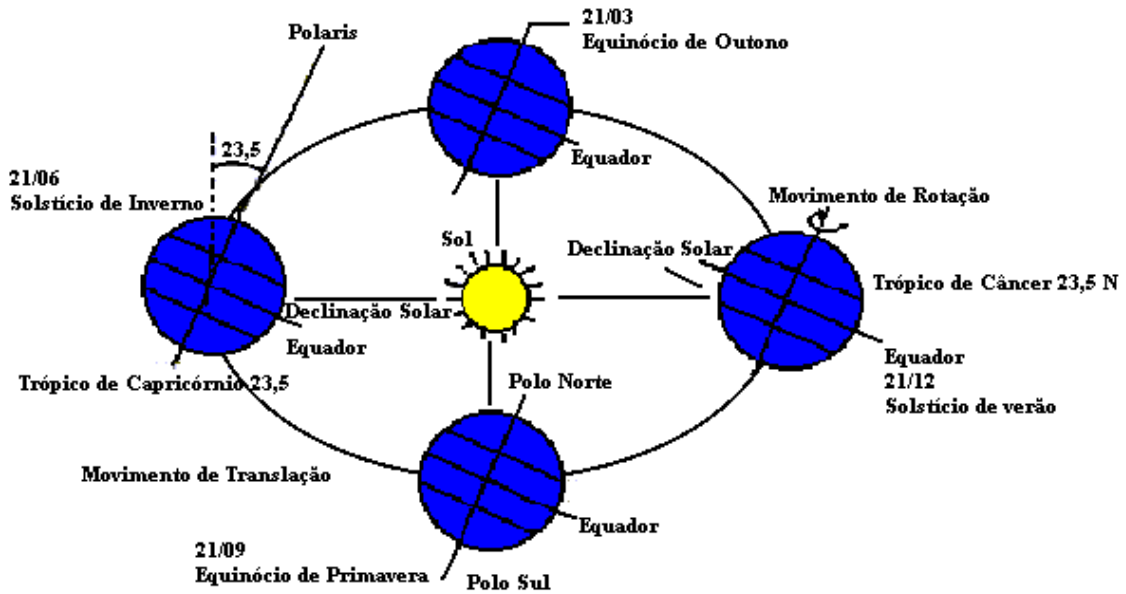 21/03
Equinócio de Outono
Polaris
Equador
23,5
21/06
Solstício de Inverno
Movimento de Rotação
Sol
Declinação Solar
Trópico de Câncer 23,5 N
Declinação Solar
Equador
Equador
21/12
Solstício de verão
Trópico de Capricórnio 23,5
Polo Norte
Movimento de Translação
Equador
21/09
Equinócio de Primavera
Polo Sul